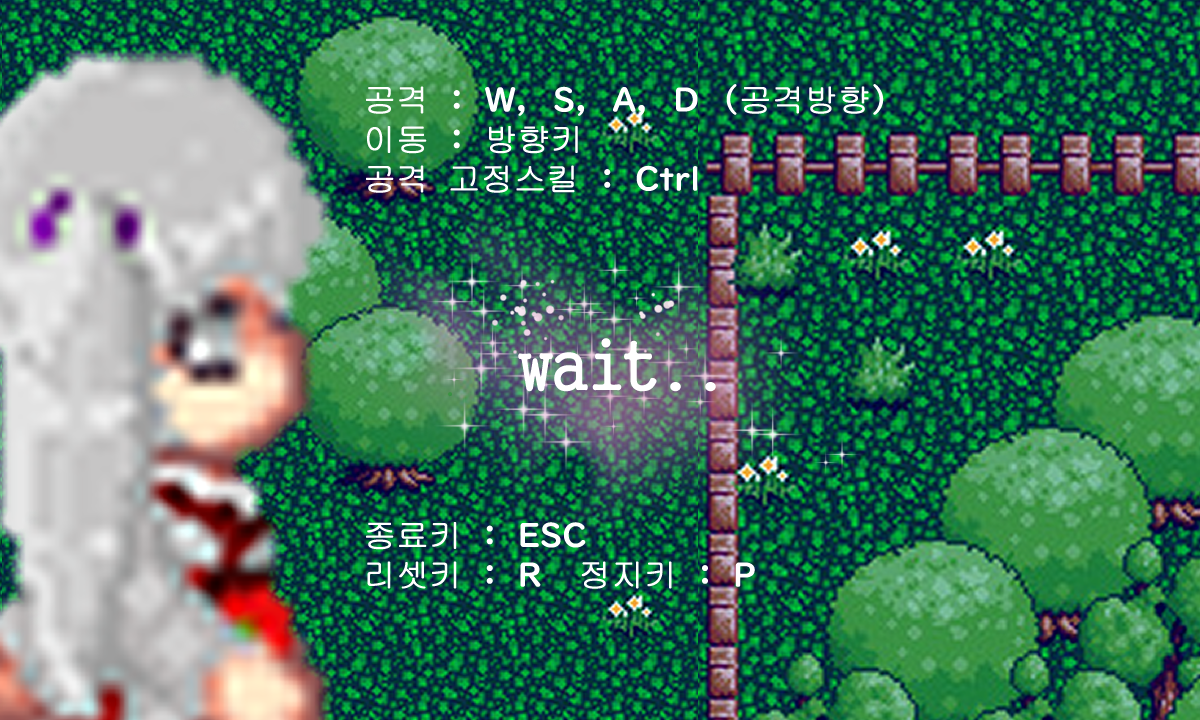 공격 : W, S, A, D (공격방향)
이동 : 방향키
공격 고정스킬 : Ctrl
wait..
종료키 : ESC
리셋키 : R 정지키 : P